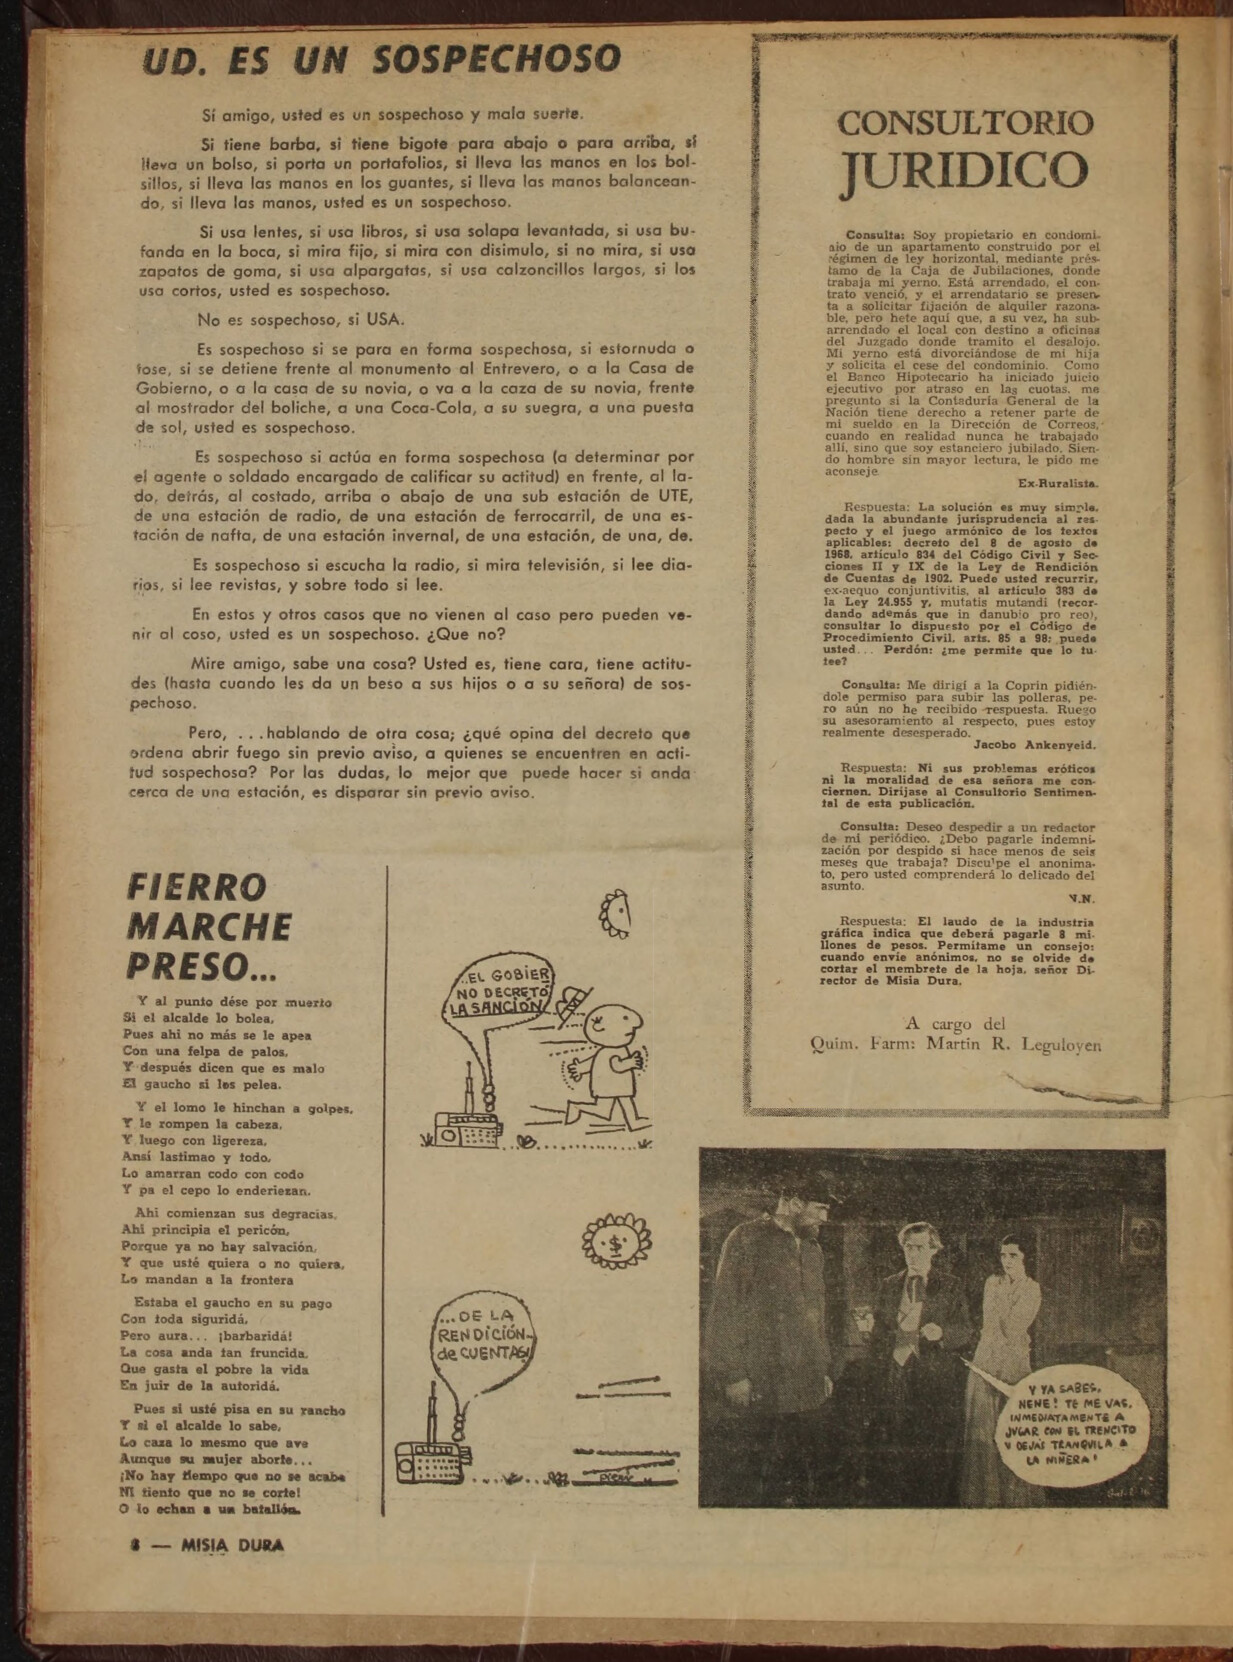 UD. ES UN SOSPECHOSO
Sí amigo, usted es un sospechoso y mala suerte.
Si tiene barba, si tiene bigote para abajo o para arriba, si
lleva un bolso, si porta un portafolios, si lleva las manos en los bol-
sillos, si lleva las manos en los guantes, si lleva las manos balancean-
do, si lleva las manos, usted es un sospechoso.
Si usa lentes, si usa libros, si usa solapa levantada, si usa bu-
fanda en la boca, si mira fijo, si mira con disimulo, si no mira, si usa
zapatos de goma, si usa alpargatas, si usa calzoncillos largos, si los
usa cortos, usted es sospechoso.
No es sospechoso, si USA.
Es sospechoso si se para en forma sospechosa, si estornuda o
tose, si se detiene frente al monumento al Entrevero, o a la Casa de
Gobierno, o a la casa de su novia, o va a la caza de su novia, frente
al mostrador del boliche, a una Coca-Cola, a su suegra, a una puesta
de sol, usted es sospechoso.
Es sospechoso si actúa en forma sospechosa (a determinar por
el agente o soldado encargado de calificar su actitud) en frente, al la-
do, detrás, al costado, arriba o abajo de una sub estación de UTE,
de una estación de radio, de una estación de ferrocarril, de una es-
tación de nafta, de una estación invernal, de una estación, de una, de.
Es sospechoso si escucha la radio, si mira televisión, si lee dia-
rios, si lee revistas, y sobre todo si lee.
En estos y otros casos que no vienen al caso pero pueden ve-
nir al coso, usted es un sospechoso. ¿Que no?
Mire amigo, sabe una cosa? Usted es, tiene cara, tiene actitu-
des (hasta cuando les da un beso a sus hijos o a su señora) de sos-
pechoso.
Pero, ...hablando de otra cosa; ¿qué opina del decreto que
ordena abrir fuego sin previo aviso, a quienes se encuentren en acti-
tud sospechosa? Por las dudas, lo mejor que puede hacer si anda
cerca de una estación, es disparar sin previo aviso.
FIERRO
MARCHE
PRESO...
Y al punto dése por muerto
Si el alcalde lo bolea,
Pues ahi no más se le apea
Con una felpa de palos,
Y después dicen que es malo
El gaucho si los pelea.
Y el lomo le hinchan a golpes,
Y le rompen la cabeza,
Y luego con ligereza,
Ansí lastimao y todo,
Lo amarran codo con codo
Y pa el cepo lo enderiezan.
Ahi comienzan sus degracias,
Ahi principia el pericón,
Porque ya no hay salvación,
Y que usté quiera o no quiera,
Lo mandan a la frontera
Estaba el gaucho en su pago
Con toda siguridá,
Pero aura... ¡barbaridá!
La cosa anda tan fruncida,
Que gasta el pobre la vida
En juir de la autoridá.
Pues si usté pisa en su rancho
Y si el alcalde lo sabe,
Lo caza lo mesmo que ave
Aunque su mujer aborte...
¡No hay tiempo que no se acabe
Ni tiento que no se corte!
O lo echan a un batallón.
8 — MISIA DURA
...EL GOBIER
NO DECRETÓ
LA SANCIÓN
$
...DE LA
RENDICIÓN
de CUENTAS!
CONSULTORIO
JURIDICO
Consulta: Soy propietario en condomi-
nio de un apartamento construido por el
régimen de ley horizontal, mediante prés-
tamo de la Caja de Jubilaciones, donde
trabaja mi yerno. Está arrendado, el con-
trato venció, y el arrendatario se presen-
ta a solicitar fijación de alquiler razona-
ble, pero hete aquí que, a su vez, ha sub-
arrendado el local con destino a oficinas
del Juzgado donde tramito el desalojo.
Mi yerno está divorciándose de mi hija
y solicita el cese del condominio. Como
el Banco Hipotecario ha iniciado juicio
ejecutivo por atraso en las cuotas, me
pregunto si la Contaduría General de la
Nación tiene derecho a retener parte de
mi sueldo en la Dirección de Correos,
cuando en realidad nunca he trabajado
allí, sino que soy estanciero jubilado. Sien-
do hombre sin mayor lectura, le pido me
aconseje
Ex-Ruralista.
Respuesta: La solución es muy simple,
dada la abundante jurisprudencia al res-
pecto y el juego armónico de los textos
aplicables: decreto del 8 de agosto de
1968, artículo 834 del Código Civil y Sec-
ciones II y IX de la Ley de Rendición
de Cuentas de 1902. Puede usted recurrir,
ex-aequo conjuntivitis, al artículo 383 de
la Ley 24.955 y, mutatis mutandi (recor-
dando además que in danubio pro reo),
consultar lo dispuesto por el Código de
Procedimiento Civil, arts. 85 a 98; puede
usted... Perdón: ¿me permite que lo tu-
tee?
Consulta: Me dirigí a la Coprin pidién-
dole permiso para subir las polleras, pe-
ro aún no he recibido respuesta. Ruego
su asesoramiento al respecto, pues estoy
realmente desesperado.
Jacobo Ankenyeid.
Respuesta: Ni sus problemas eróticos
ni la moralidad de esa señora me con-
ciernen. Diríjase al Consultorio Sentimen-
tal de esta publicación.
Consulta: Deseo despedir a un redactor
de mi periódico. ¿Debo pagarle indemni-
zación por despido si hace menos de seis
meses que trabaja? Disculpe el anonima-
to, pero usted comprenderá lo delicado del
asunto.
V.N.
Respuesta: El laudo de la industria
gráfica indica que deberá pagarle 8 mi-
llones de pesos. Permítame un consejo:
cuando envíe anónimos, no se olvide de
cortar el membrete de la hoja, señor Di-
rector de Misia Dura.
A cargo del
Quim. Farm: Martin R. Leguloyen
Y YA SABES,
NENE! TE ME VAS,
INMEDIATAMENTE A
JUGAR CON EL TRENCITO
Y DEJAS TRANQUILA A
LA NIÑERA!